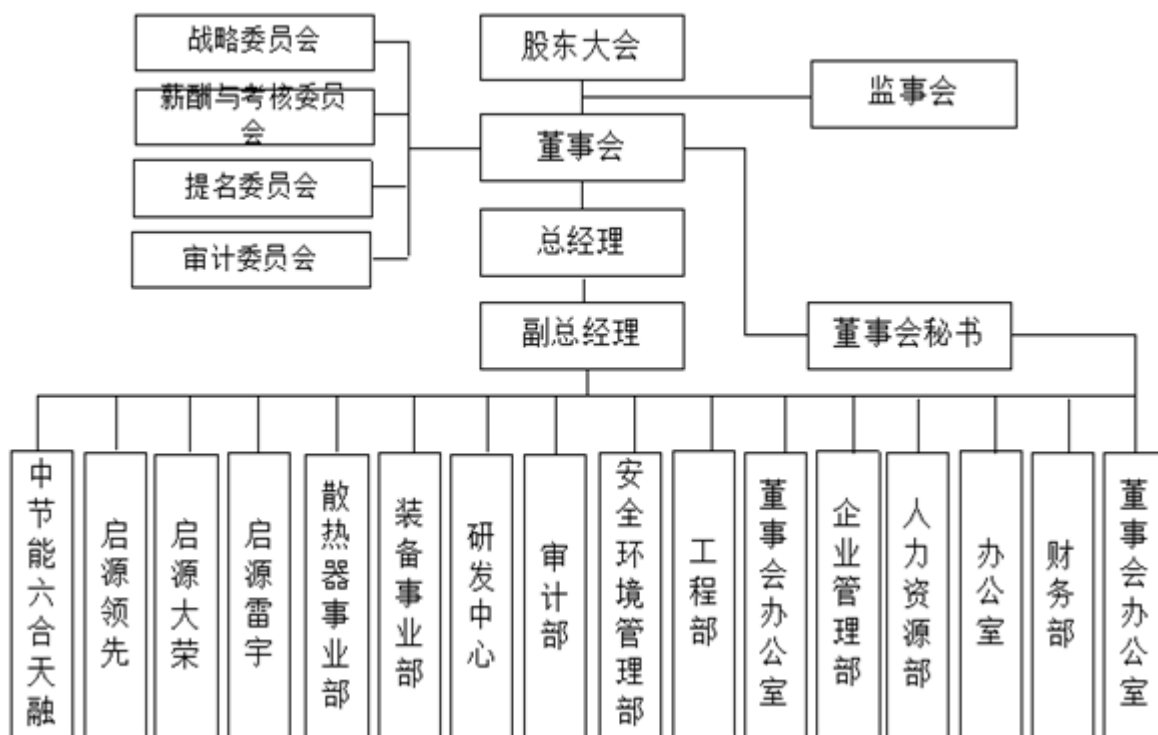 战略委员会
股东大会
监事会
薪酬与考核委员
会
董事会
提名委员会
总经理
审计委员会
副总经理
董事会秘书
中节能六合天融
启源领先
启源大荣
启源雷宇
散热器事业部
装备事业部
研发中心
审计部
安全环境管理部
工程部
董事会办公室
企业管理部
人力资源部
办公室
财务部
董事会办公室